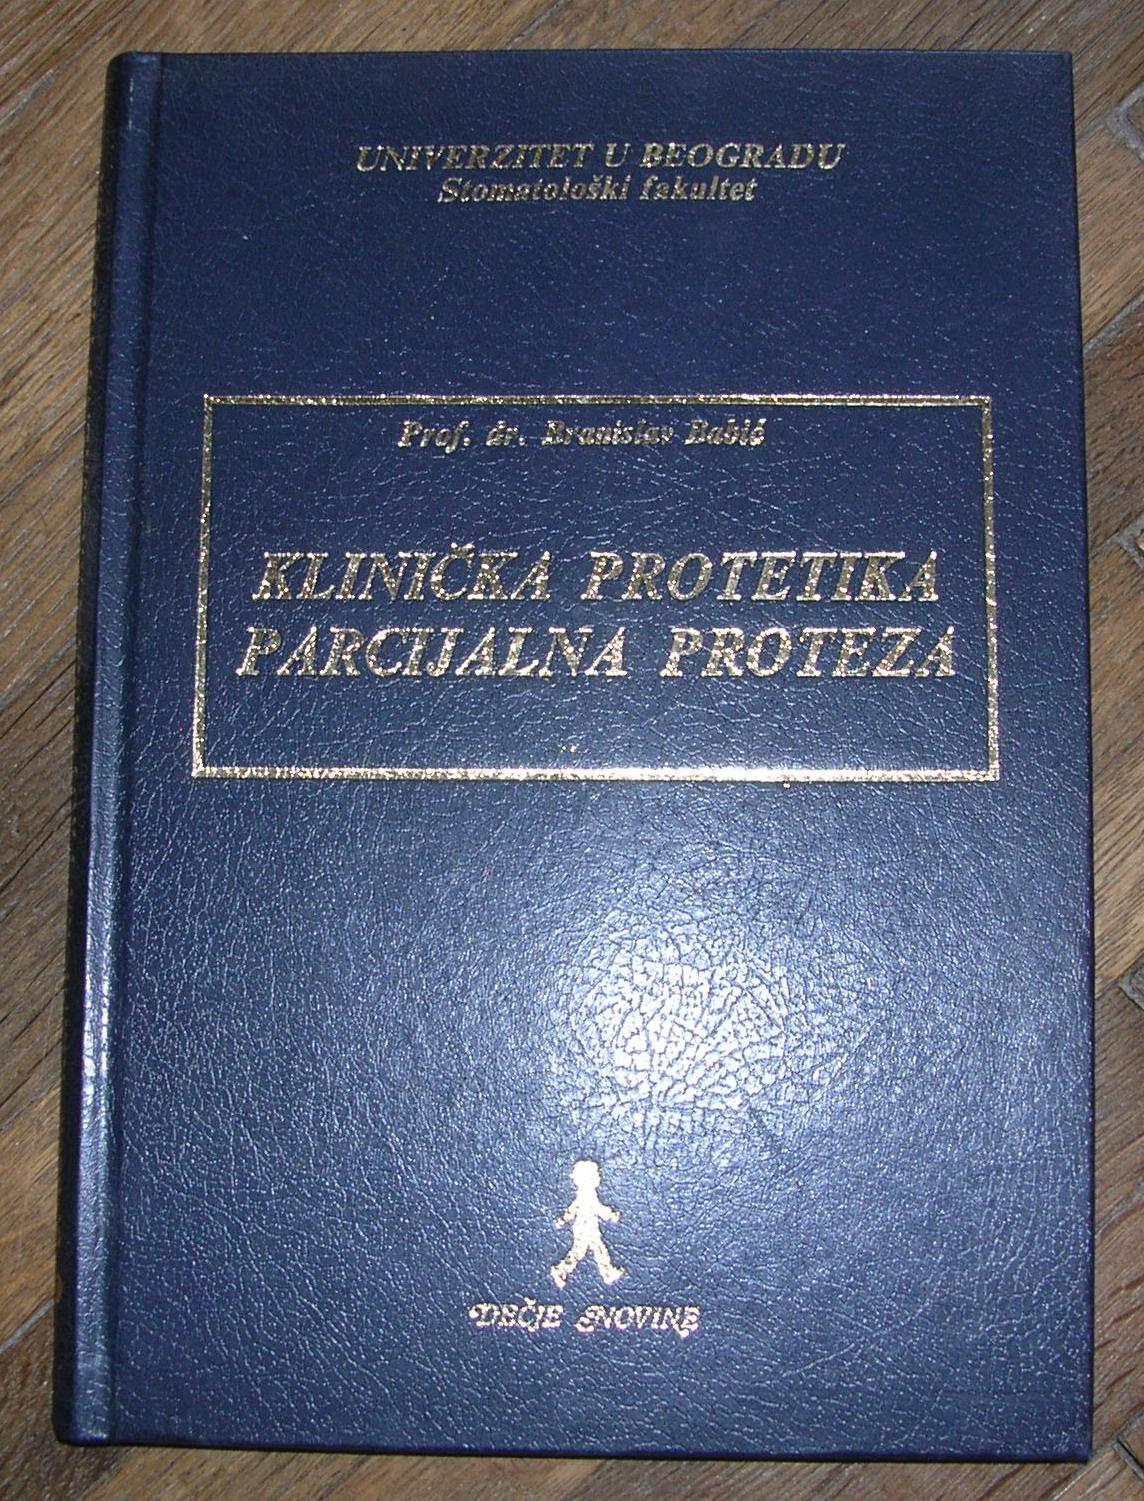 UNIVERZITET U BEOGRADU
Stomatološki fakultet
Prof. dr. Branislav Babić
KLINIČKA PROTETIKA
PARCIJALNA PROTEZA
DEČJE NOVINE